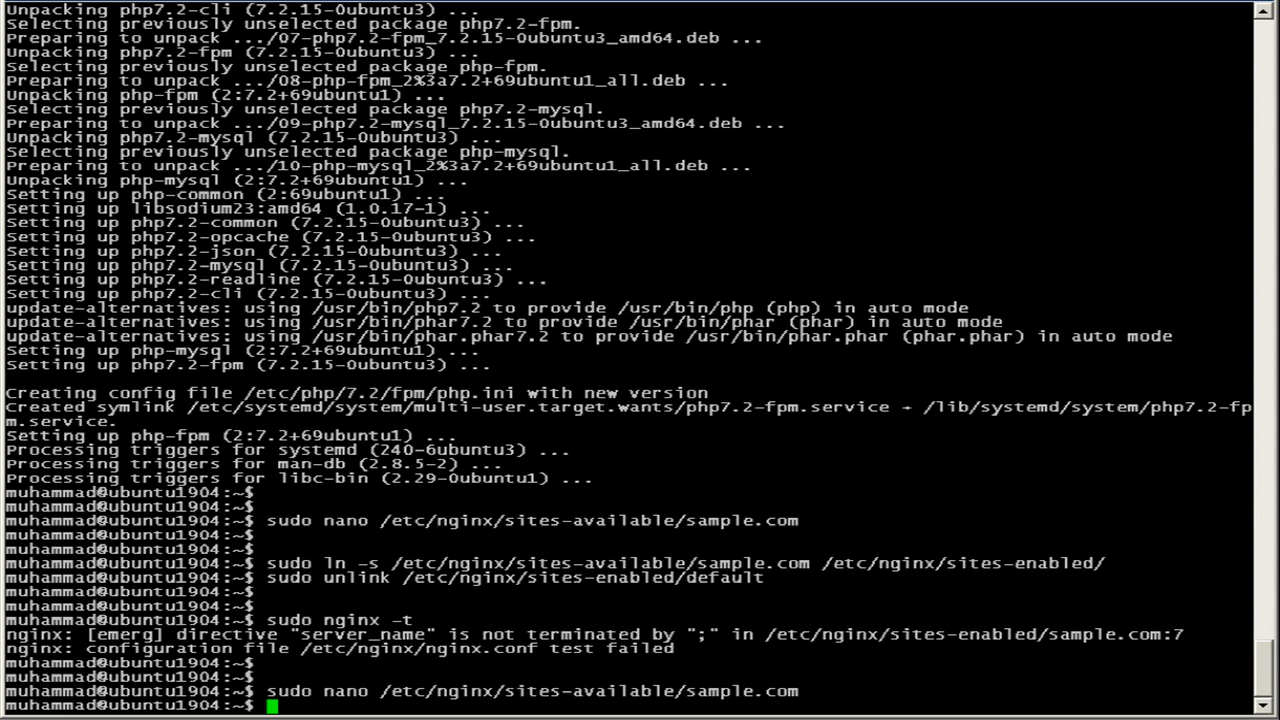 Unpacking php7.2-cli (7.2.15-0ubuntu3) ...
Selecting previously unselected package php7.2-fpm.
Preparing to unpack .../07-php7.2-fpm_7.2.15-0ubuntu3_amd64.deb ...
Unpacking php7.2-fpm (7.2.15-0ubuntu3) ...
Selecting previously unselected package php-fpm.
Preparing to unpack .../08-php-fpm_2%3a7.2+69ubuntu1_all.deb ...
Unpacking php-fpm (2:7.2+69ubuntu1) ...
Selecting previously unselected package php7.2-mysql.
Preparing to unpack .../09-php7.2-mysql_7.2.15-0ubuntu3_amd64.deb ...
Unpacking php7.2-mysql (7.2.15-0ubuntu3) ...
Selecting previously unselected package php-mysql.
Preparing to unpack .../10-php-mysql_2%3a7.2+69ubuntu1_all.deb ...
Unpacking php-mysql (2:7.2+69ubuntu1) ...
Setting up php-common (2:69ubuntu1) ...
Setting up libsodium23:amd64 (1.0.17-1) ...
Setting up php7.2-common (7.2.15-0ubuntu3) ...
Setting up php7.2-opcache (7.2.15-0ubuntu3) ...
Setting up php7.2-json (7.2.15-0ubuntu3) ...
Setting up php7.2-mysql (7.2.15-0ubuntu3) ...
Setting up php7.2-readline (7.2.15-0ubuntu3) ...
Setting up php7.2-cli (7.2.15-0ubuntu3) ...
update-alternatives: using /usr/bin/php7.2 to provide /usr/bin/php (php) in auto mode
update-alternatives: using /usr/bin/phar7.2 to provide /usr/bin/phar (phar) in auto mode
update-alternatives: using /usr/bin/phar.phar7.2 to provide /usr/bin/phar.phar (phar.phar) in auto mode
Setting up php-mysql (2:7.2+69ubuntu1) ...
Setting up php7.2-fpm (7.2.15-0ubuntu3) ...
Creating config file /etc/php/7.2/fpm/php.ini with new version
Created symlink /etc/systemd/system/multi-user.target.wants/php7.2-fpm.service → /lib/systemd/system/php7.2-fp
m.service.
Setting up php-fpm (2:7.2+69ubuntu1) ...
Processing triggers for systemd (240-6ubuntu3) ...
Processing triggers for man-db (2.8.5-2) ...
Processing triggers for libc-bin (2.29-0ubuntu1) ...
muhammad@ubuntu1904:~$
muhammad@ubuntu1904:~$
muhammad@ubuntu1904:~$ sudo nano /etc/nginx/sites-available/sample.com
muhammad@ubuntu1904:~$
muhammad@ubuntu1904:~$
muhammad@ubuntu1904:~$ sudo ln -s /etc/nginx/sites-available/sample.com /etc/nginx/sites-enabled/
muhammad@ubuntu1904:~$ sudo unlink /etc/nginx/sites-enabled/default
muhammad@ubuntu1904:~$
muhammad@ubuntu1904:~$
muhammad@ubuntu1904:~$ sudo nginx -t
nginx: [emerg] directive "server_name" is not terminated by ";" in /etc/nginx/sites-enabled/sample.com:7
nginx: configuration file /etc/nginx/nginx.conf test failed
muhammad@ubuntu1904:~$
muhammad@ubuntu1904:~$
muhammad@ubuntu1904:~$ sudo nano /etc/nginx/sites-available/sample.com
muhammad@ubuntu1904:~$